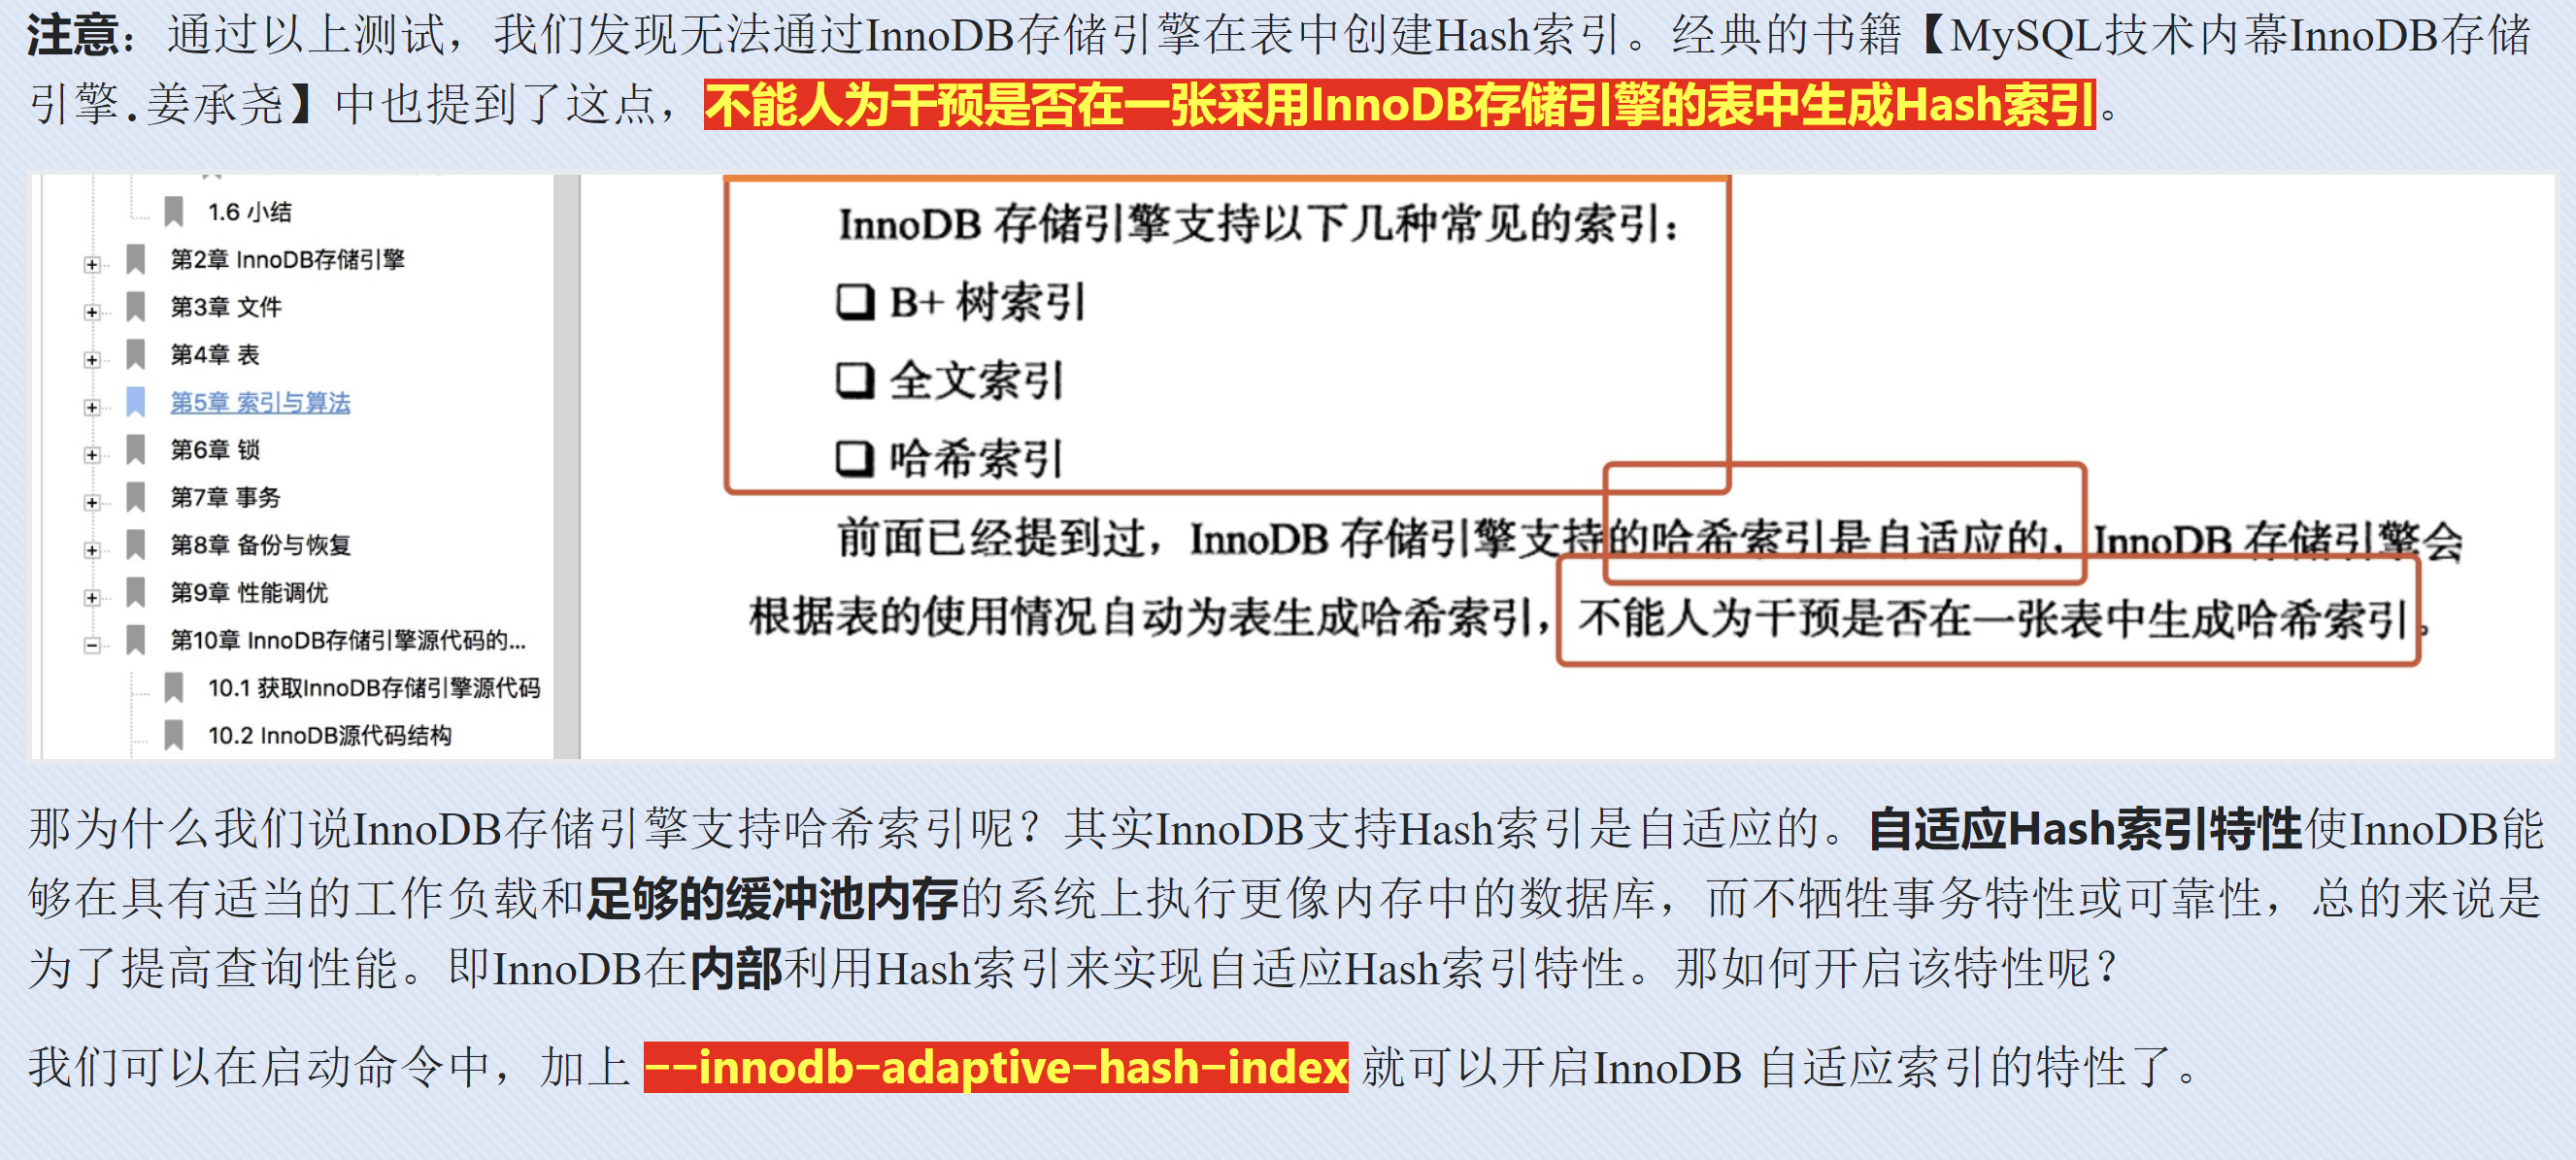 注意：通过以上测试，我们发现无法通过InnoDB存储引擎在表中创建Hash索引。经典的书籍【MySQL技术内幕InnoDB存储
引擎.姜承尧】中也提到了这点，不能人为干预是否在一张采用InnoDB存储引擎的表中生成Hash索引。
1.6 小结
第2章 InnoDB存储引擎
第3章 文件
第4章 表
第5章 索引与算法
第6章 锁
第7章 事务
第8章 备份与恢复
第9章 性能调优
第10章 InnoDB存储引擎源代码的...
10.1 获取InnoDB存储引擎源代码
10.2 InnoDB源代码结构
InnoDB 存储引擎支持以下几种常见的索引：
❑ B+ 树索引
❑ 全文索引
❑ 哈希索引
前面已经提到过，InnoDB 存储引擎支持的哈希索引是自适应的，InnoDB 存储引擎会
根据表的使用情况自动为表生成哈希索引，不能人为干预是否在一张表中生成哈希索引。
那为什么我们说InnoDB存储引擎支持哈希索引呢？其实InnoDB支持Hash索引是自适应的。自适应Hash索引特性使InnoDB能
够在具有适当的工作负载和足够的缓冲池内存的系统上执行更像内存中的数据库，而不牺牲事务特性或可靠性，总的来说是
为了提高查询性能。即InnoDB在内部利用Hash索引来实现自适应Hash索引特性。那如何开启该特性呢？
我们可以在启动命令中，加上 --innodb-adaptive-hash-index 就可以开启InnoDB 自适应索引的特性了。